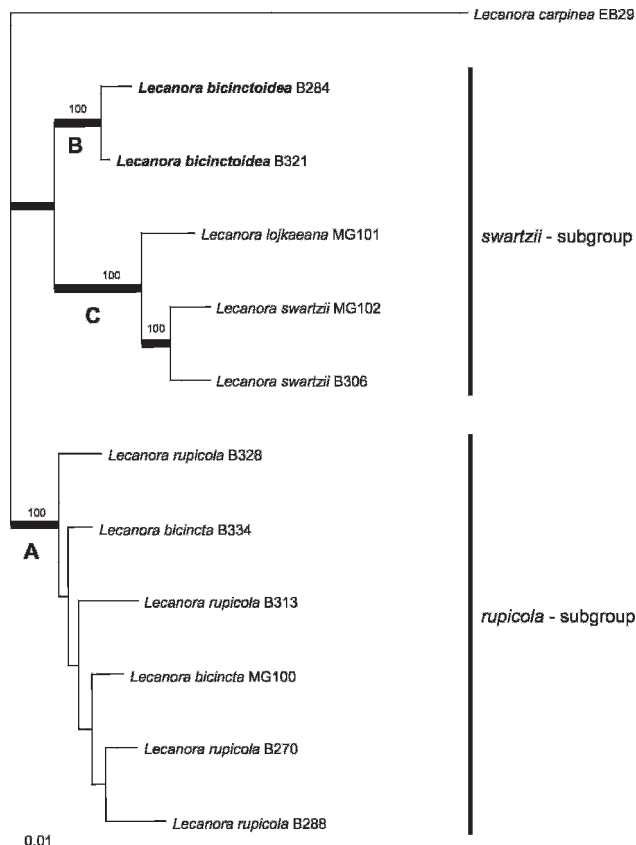 Lecanora carpinea EB29
Lecanora bicinctoidea B284
100
B
Lecanora bicinctoidea B321
Lecanora lojkaeana MG101
swartzii - subgroup
100
C
Lecanora swartzii MG102
100
Lecanora swartzii B306
Lecanora rupicola B328
100
Lecanora bicincta B334
A
Lecanora rupicola B313
rupicola - subgroup
Lecanora bicincta MG100
Lecanora rupicola B270
Lecanora rupicola B288
0.01